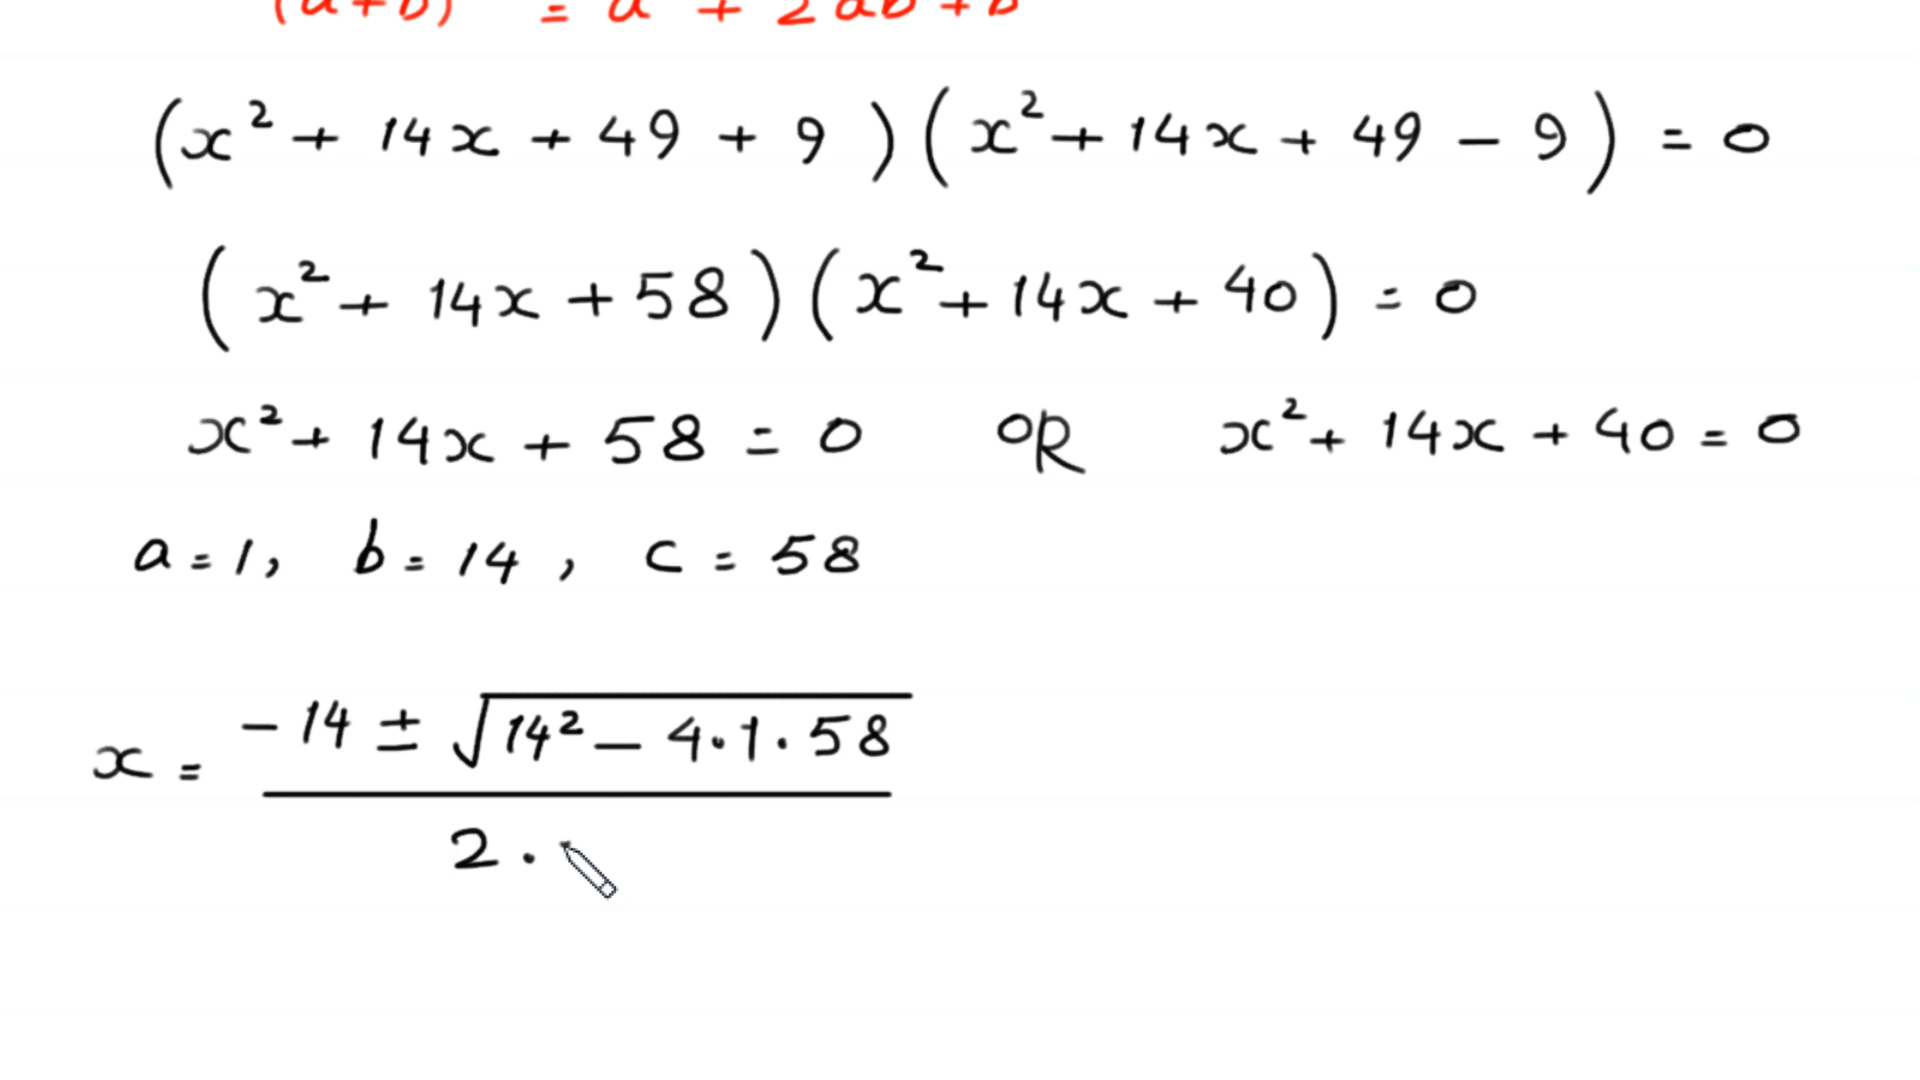 (a+b) = a + 2ab+b
(x² + 14x + 49 + 9)(x² + 14x + 49 - 9) = 0
(x² + 14x + 58)(x² + 14x + 40) = 0
x² + 14x + 58 = 0 OR x² + 14x + 40 = 0
a = 1, b = 14, c = 58
x = (-14 ± √(14² - 4·1·58)) / 2·